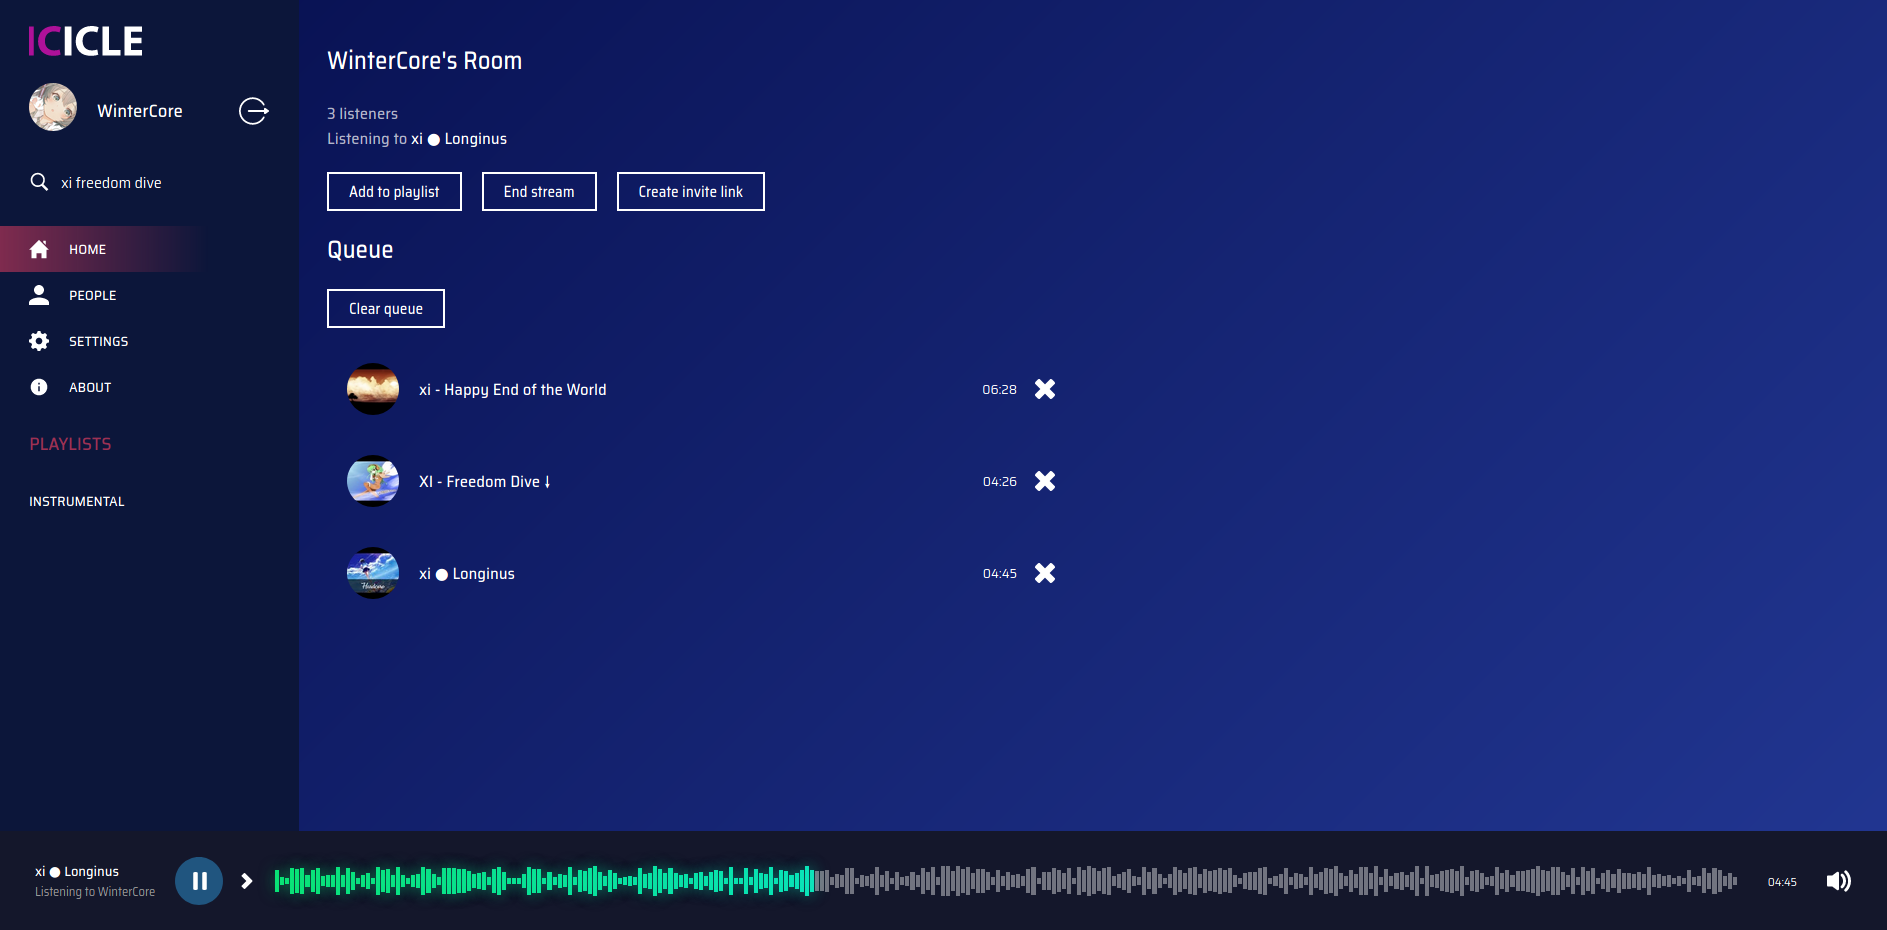 ICICLE
WinterCore
xi freedom dive
HOME
PEOPLE
SETTINGS
ABOUT
PLAYLISTS
INSTRUMENTAL
WinterCore's Room
3 listeners
Listening to xi ● Longinus
Add to playlist
End stream
Create invite link
Queue
Clear queue
xi - Happy End of the World
06:28
XI - Freedom Dive ↓
04:26
Hardcore
xi ● Longinus
04:45
xi ● Longinus
Listening to WinterCore
04:45